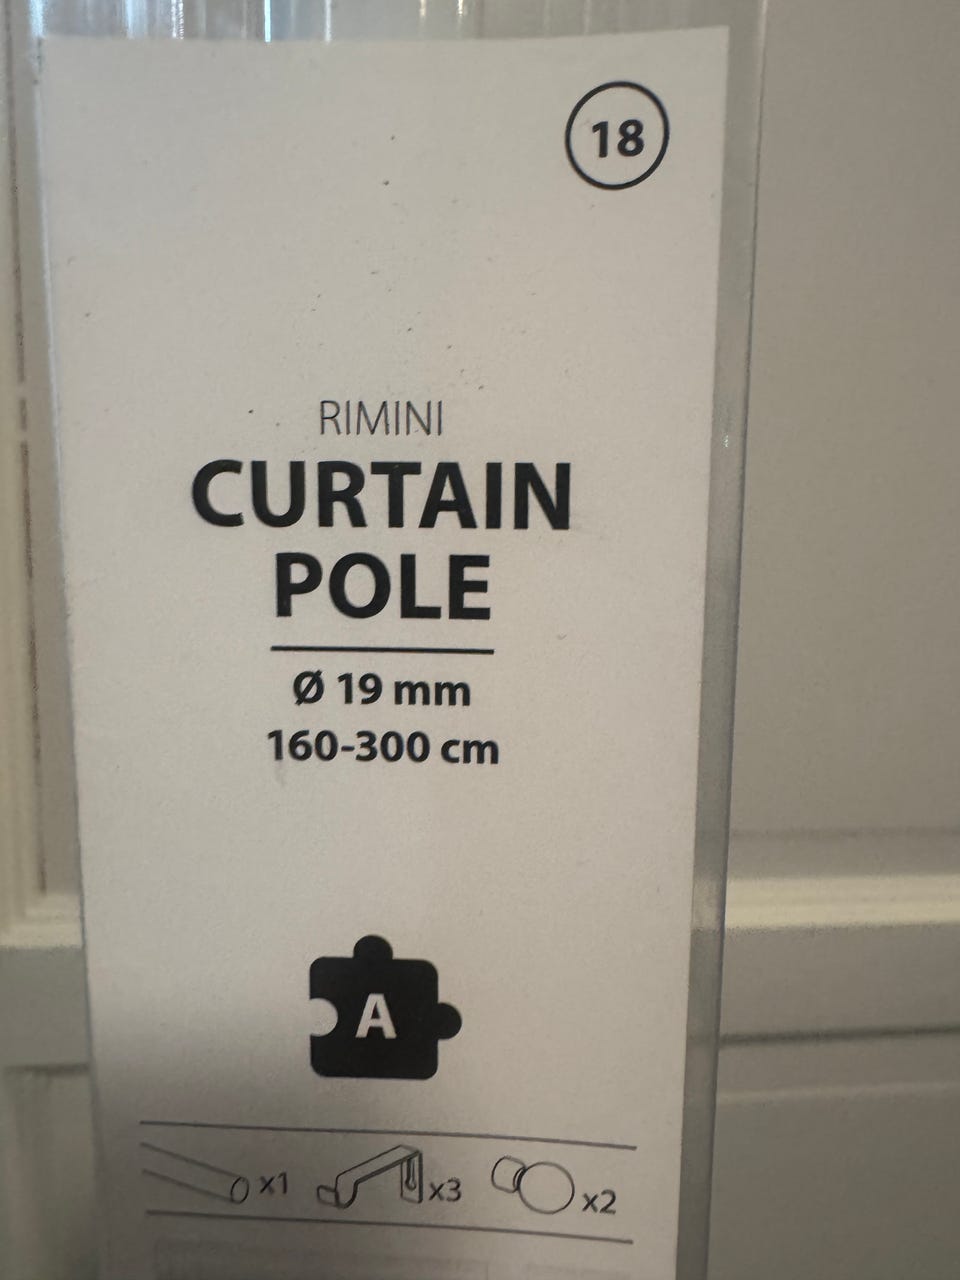 18
RIMINI
CURTAIN
POLE
Ø 19 mm
160-300 cm
A
x1 x3 x2